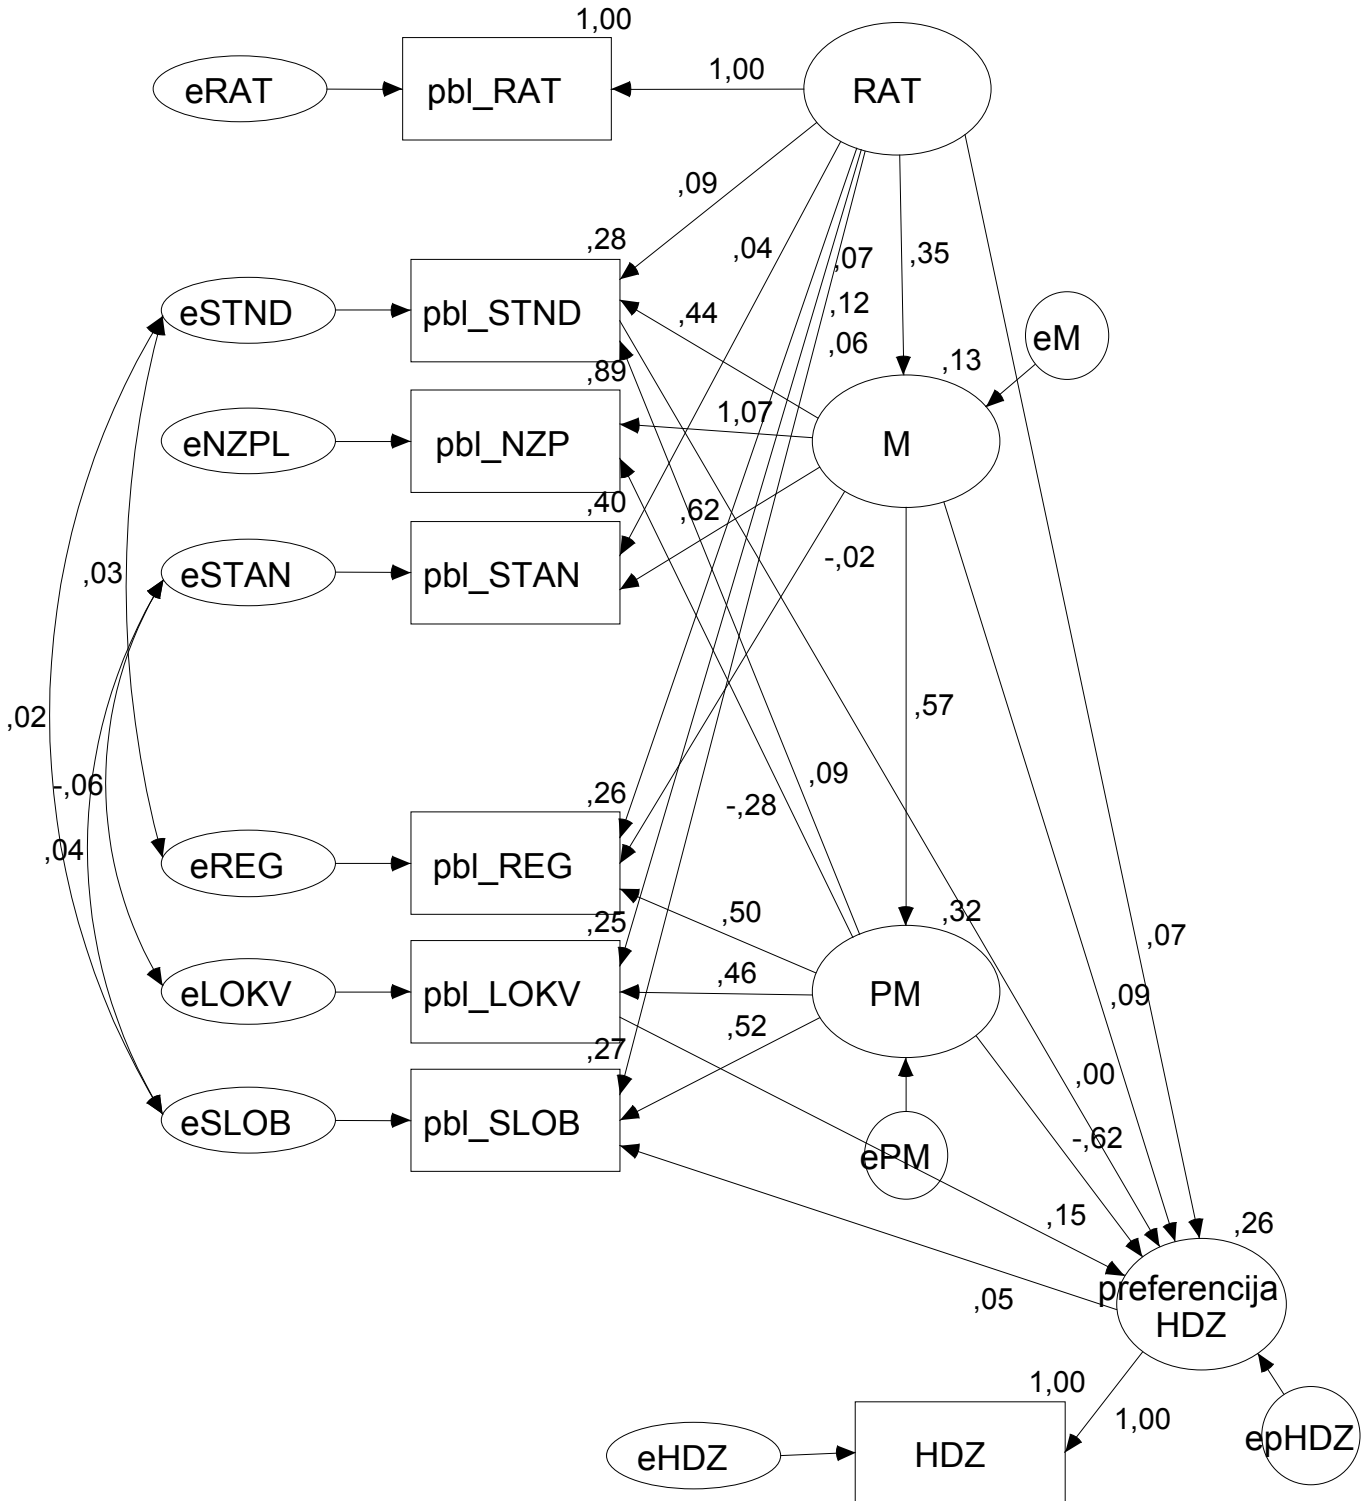 1,00
eRAT
pbl_RAT
1,00
RAT
,09
,28
,04
,07
,35
eSTND
pbl_STND
,44
,12
,06
eM
,13
,89
1,07
eNZPL
pbl_NZP
M
,40
,62
-,02
,03
eSTAN
pbl_STAN
,57
,02
-,06
,26
-,28
,09
,04
eREG
pbl_REG
,50
,32
,25
,07
eLOKV
pbl_LOKV
,46
PM
,09
,52
,27
,00
eSLOB
pbl_SLOB
-,62
ePM
,15
,26
,05
preferencija
HDZ
1,00
1,00
eHDZ
HDZ
epHDZ